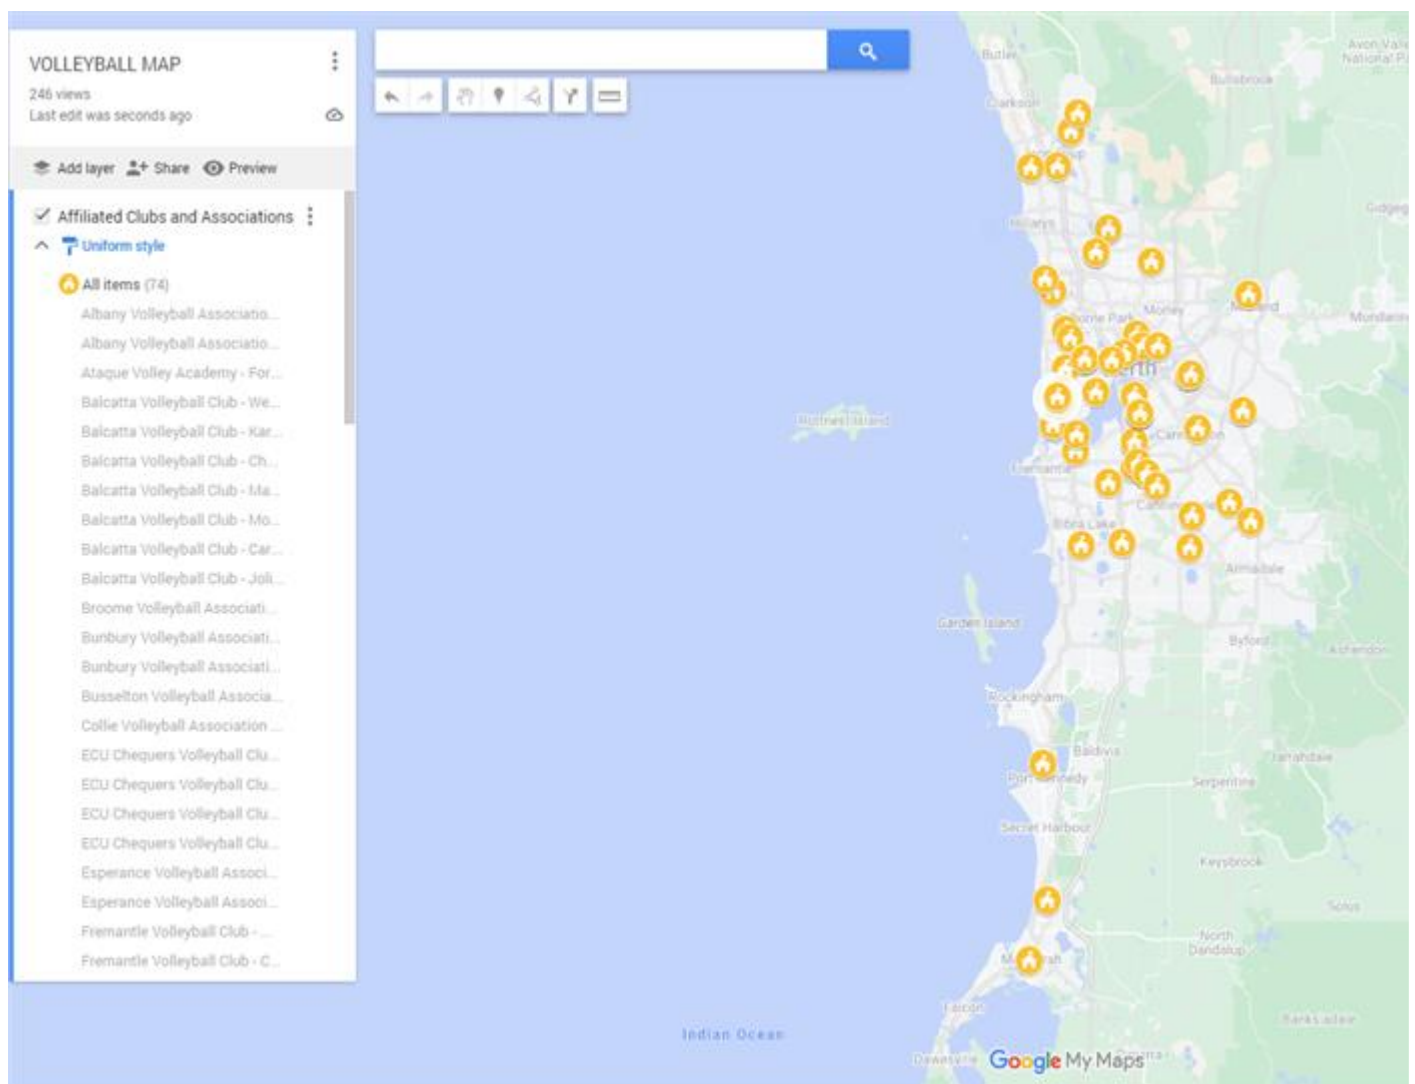 VOLLEYBALL MAP
246 views
Last edit was seconds ago
Add layer Share Preview
Affiliated Clubs and Associations
Uniform style
All items (74)
Albany Volleyball Associatio...
Albany Volleyball Associatio...
Ataque Volley Academy - For...
Balcatta Volleyball Club - We...
Balcatta Volleyball Club - Kar...
Balcatta Volleyball Club - Ch...
Balcatta Volleyball Club - Ma...
Balcatta Volleyball Club - Mo...
Balcatta Volleyball Club - Car...
Balcatta Volleyball Club - Joli...
Broome Volleyball Associati...
Bunbury Volleyball Associati...
Bunbury Volleyball Associati...
Busselton Volleyball Associa...
Collie Volleyball Association ...
ECU Chequers Volleyball Clu...
ECU Chequers Volleyball Clu...
ECU Chequers Volleyball Clu...
ECU Chequers Volleyball Clu...
Esperance Volleyball Associ...
Esperance Volleyball Associ...
Fremantle Volleyball Club - ...
Fremantle Volleyball Club - C...
Butler
Bullsbrook
Clarkson
Hillarys
Morley
Rottnest Island
Fremantle
Bibra Lake
Armadale
Garden Island
Byford
Rockingham
Baldivis
Jarrahdale
Serpentine
Secret Harbour
Keysbrook
Solus
North
Dandalup
Falcon
Banksiadale
Indian Ocean
Dawesville
Google My Maps